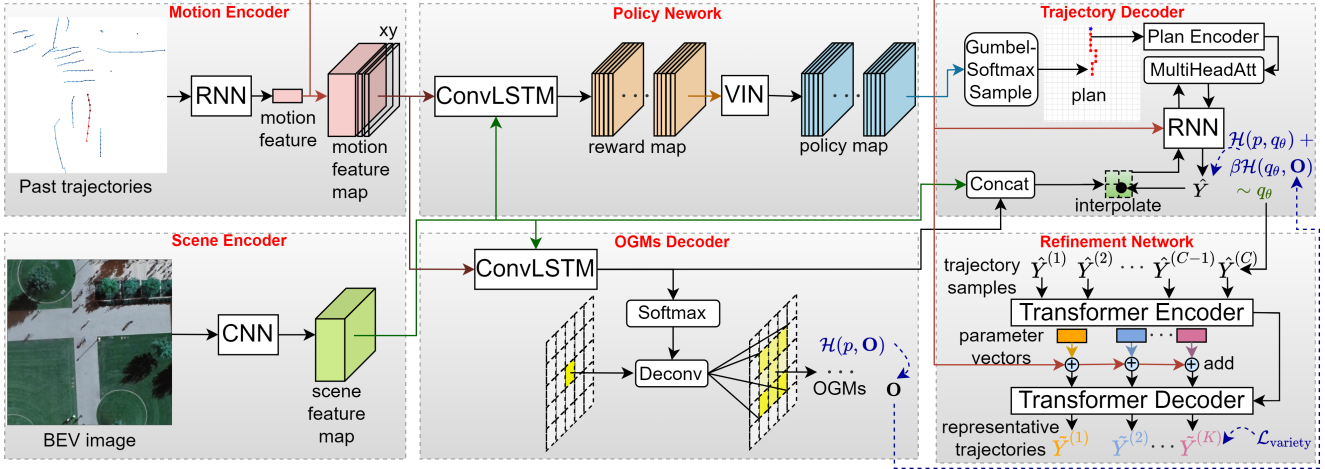 Motion Encoder
xy
RNN
motion
feature
motion
feature
map
Past trajectories
Policy Nework
ConvLSTM
reward map
VIN
policy map
Trajectory Decoder
Gumbel-
Softmax
Sample
plan
Plan Encoder
MultiHeadAtt
RNN
Concat
interpolate
Ŷ
ℋ(p, q_θ) +
βℋ(q_θ, O)
∼ q_θ
Scene Encoder
CNN
scene
feature
map
BEV image
OGMs Decoder
ConvLSTM
Softmax
Deconv
ℋ(p, O)
· · · ·
OGMs
O
Refinement Network
trajectory
samples
Ŷ^(1) Ŷ^(2) · · · Ŷ^(C−1) Ŷ^(C)
Transformer Encoder
parameter
vectors
· · ·
add
Transformer Decoder
representative
trajectories
Ỹ^(1) Ỹ^(2) · · · Ỹ^(K)
ℒ_variety